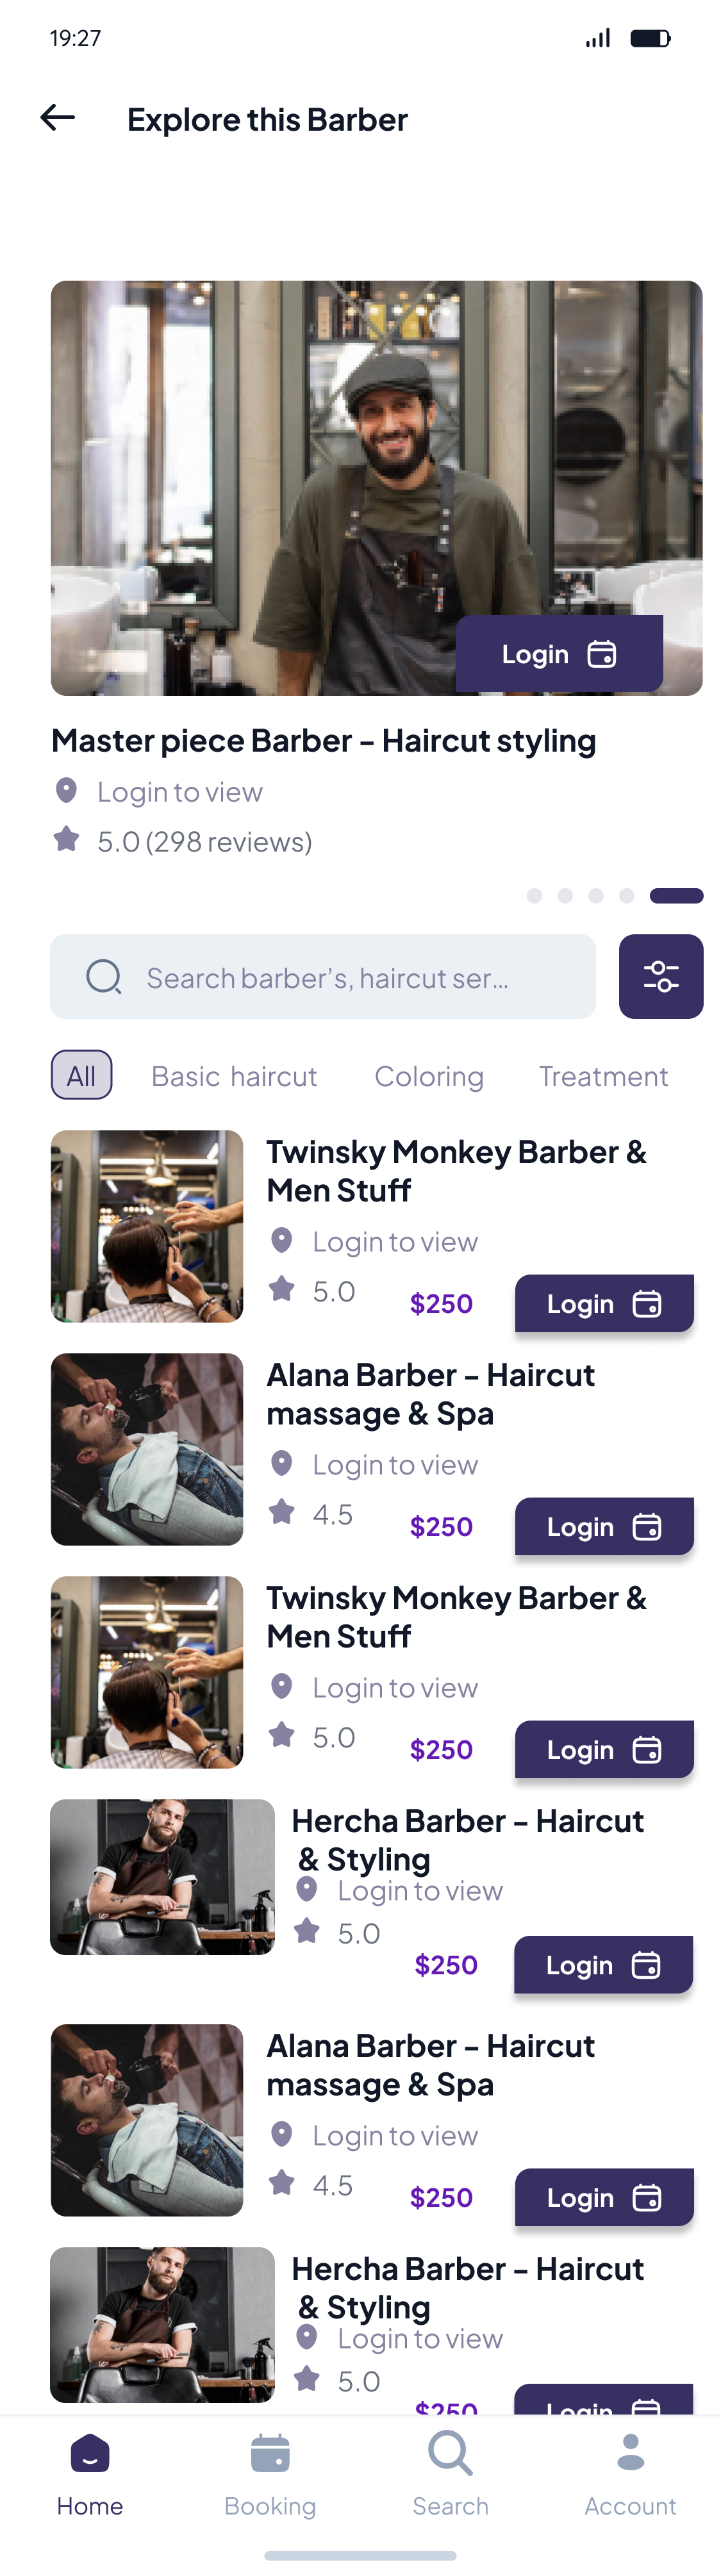 19:27
Explore this Barber
Login
Master piece Barber – Haircut styling
Login to view
5.0 (298 reviews)
Search barber’s, haircut ser...
All Basic haircut Coloring Treatment
Twinsky Monkey Barber &
Men Stuff
Login to view
5.0 $250 Login
Alana Barber – Haircut
massage & Spa
Login to view
4.5 $250 Login
Twinsky Monkey Barber &
Men Stuff
Login to view
5.0 $250 Login
Hercha Barber – Haircut
& Styling
Login to view
5.0
$250 Login
Alana Barber – Haircut
massage & Spa
Login to view
4.5 $250 Login
Hercha Barber – Haircut
& Styling
Login to view
5.0
$250 Login
Home Booking Search Account